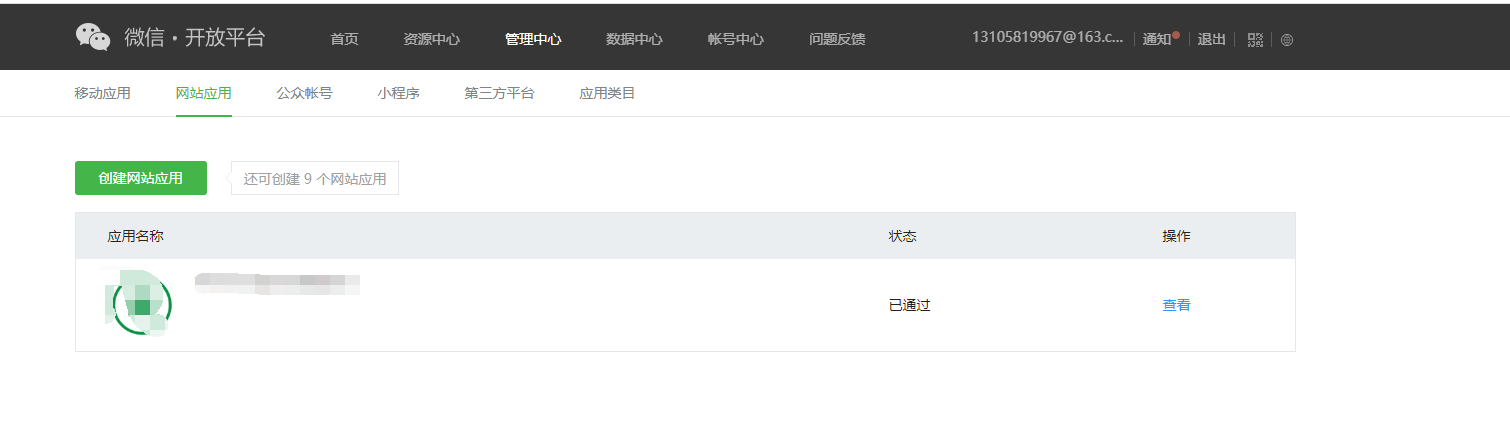 微信·开放平台 首页 资源中心 管理中心 数据中心 帐号中心 问题反馈 13105819967@163.c... 通知 退出
移动应用 网站应用 公众帐号 小程序 第三方平台 应用类目
创建网站应用 还可创建 9 个网站应用
应用名称 状态 操作
已通过 查看